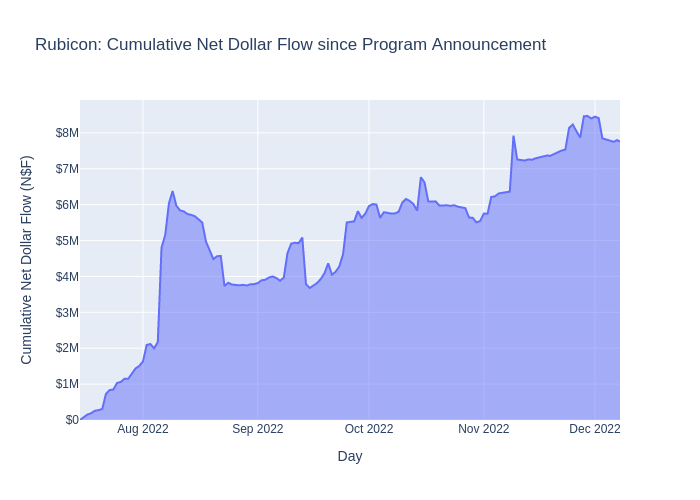 Rubicon: Cumulative Net Dollar Flow since Program Announcement
Cumulative Net Dollar Flow (N$F)
$8M
$7M
$6M
$5M
$4M
$3M
$2M
$1M
$0
Aug 2022 Sep 2022 Oct 2022 Nov 2022 Dec 2022
Day